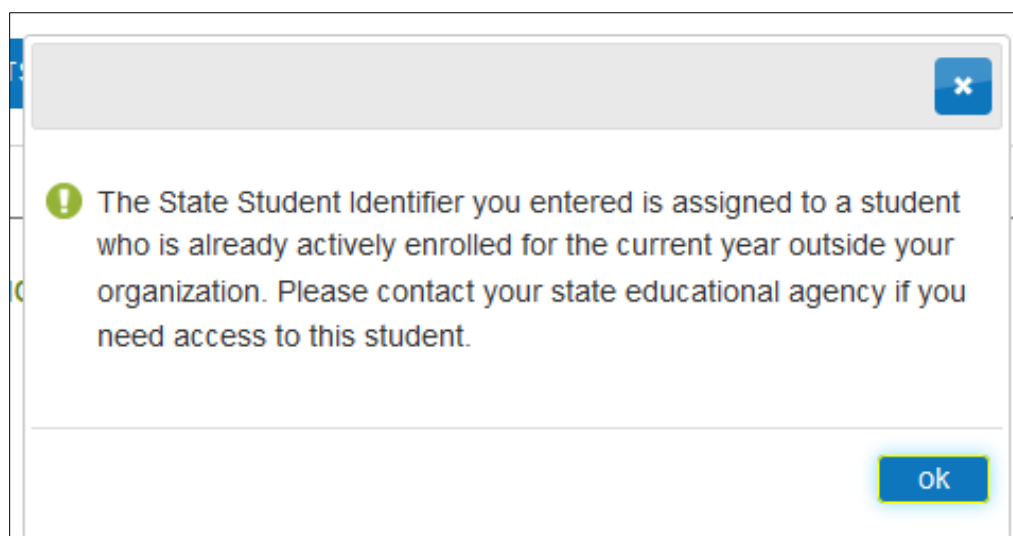 The State Student Identifier you entered is assigned to a student
who is already actively enrolled for the current year outside your
organization. Please contact your state educational agency if you
need access to this student.
ok